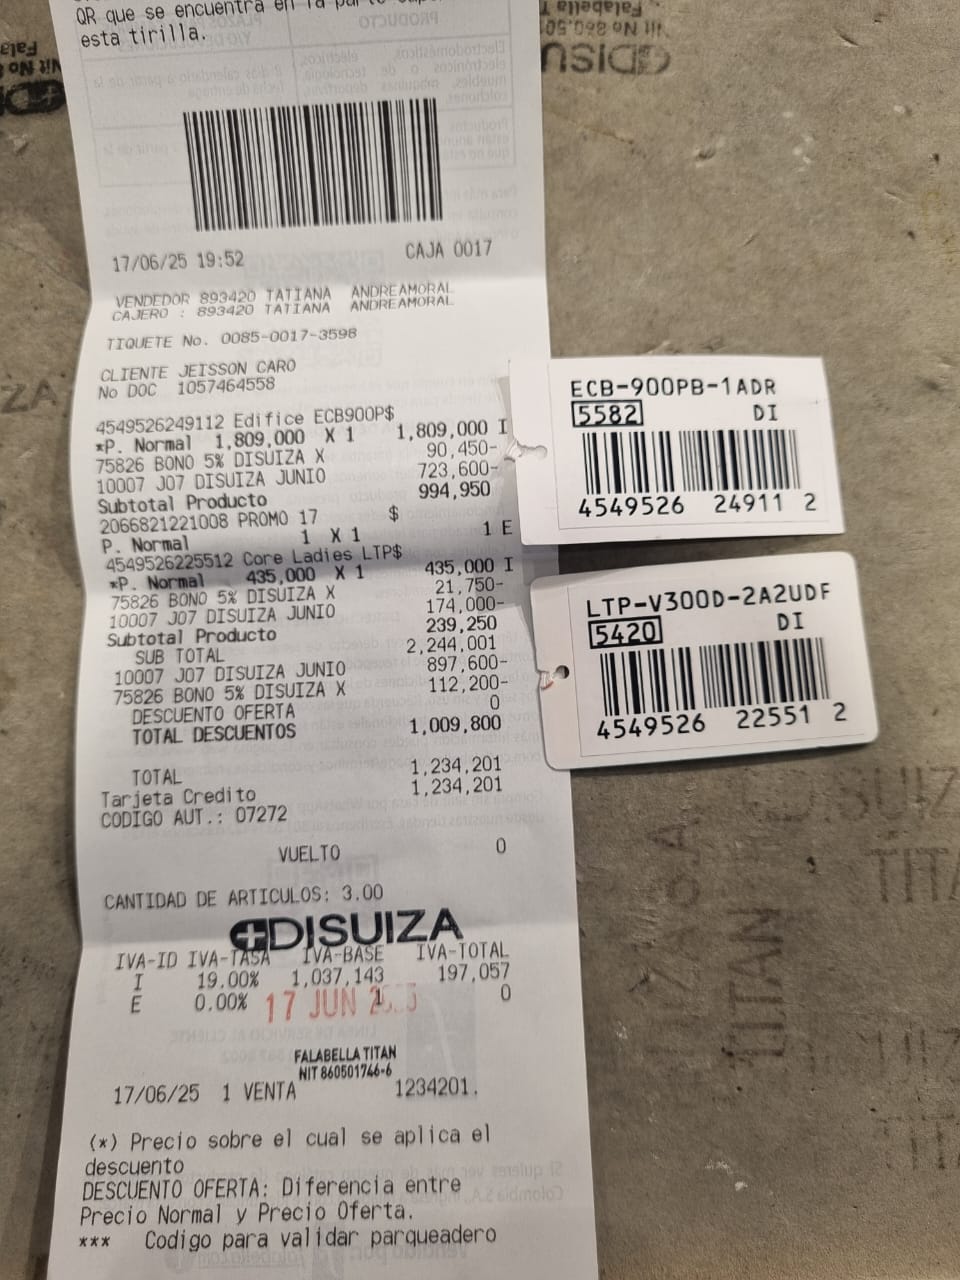 QR que se encuentra en la parte
esta tirilla.
17/06/25 19:52 CAJA 0017
VENDEDOR 893420 TATIANA ANDREAMORAL
CAJERO : 893420 TATIANA ANDREAMORAL
TIQUETE No. 0085-0017-3598
CLIENTE JEISSON CARO
No DOC 1057464558
4549526249112 Edifice ECB900P$
*P. Normal 1,809,000 X 1 1,809,000 I
75826 BONO 5% DISUIZA X 90,450-
10007 J07 DISUIZA JUNIO 723,600-
Subtotal Producto 994,950
2066821221008 PROMO 17 $
P. Normal 1 X 1 1 E
4549526225512 Core Ladies LTP$
*P. Normal 435,000 X 1 435,000 I
75826 BONO 5% DISUIZA X 21,750-
10007 J07 DISUIZA JUNIO 174,000-
Subtotal Producto 239,250
SUB TOTAL 2,244,001
10007 J07 DISUIZA JUNIO 897,600-
75826 BONO 5% DISUIZA X 112,200-
DESCUENTO OFERTA 0
TOTAL DESCUENTOS 1,009,800
TOTAL 1,234,201
Tarjeta Credito 1,234,201
CODIGO AUT.: 07272
VUELTO 0
CANTIDAD DE ARTICULOS: 3.00
DISUIZA
IVA-ID IVA-TASA IVA-BASE IVA-TOTAL
I 19.00% 1,037,143 197,057
E 0.00% 1 0
17 JUN
FALABELLA TITAN
NIT 860501746-6
17/06/25 1 VENTA 1234201.
(*) Precio sobre el cual se aplica el
descuento
DESCUENTO OFERTA: Diferencia entre
Precio Normal y Precio Oferta.
*** Codigo para validar parqueadero
ECB-900PB-1ADR
5582 DI
4549526 24911 2
LTP-V300D-2A2UDF
5420 DI
4549526 22551 2